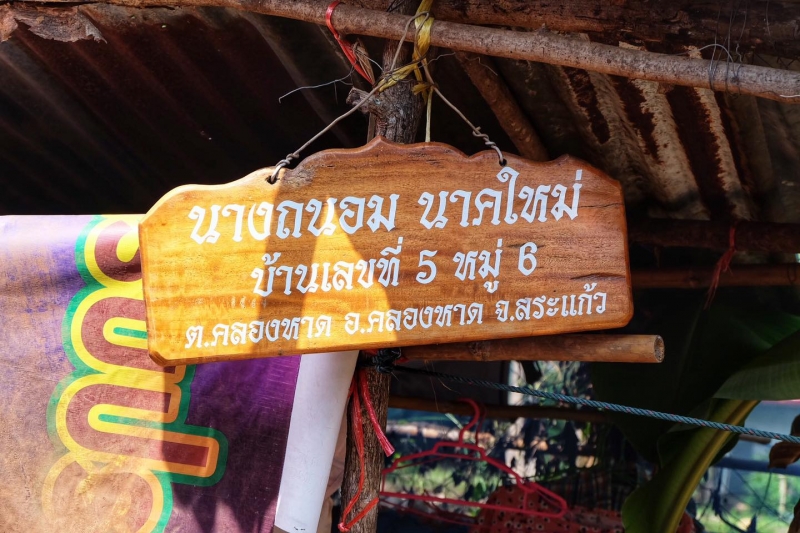 นางถนอม นาคใหม่
บ้านเลขที่ 5 หมู่ 6
ต.คลองหาด อ.คลองหาด จ.สระแก้ว